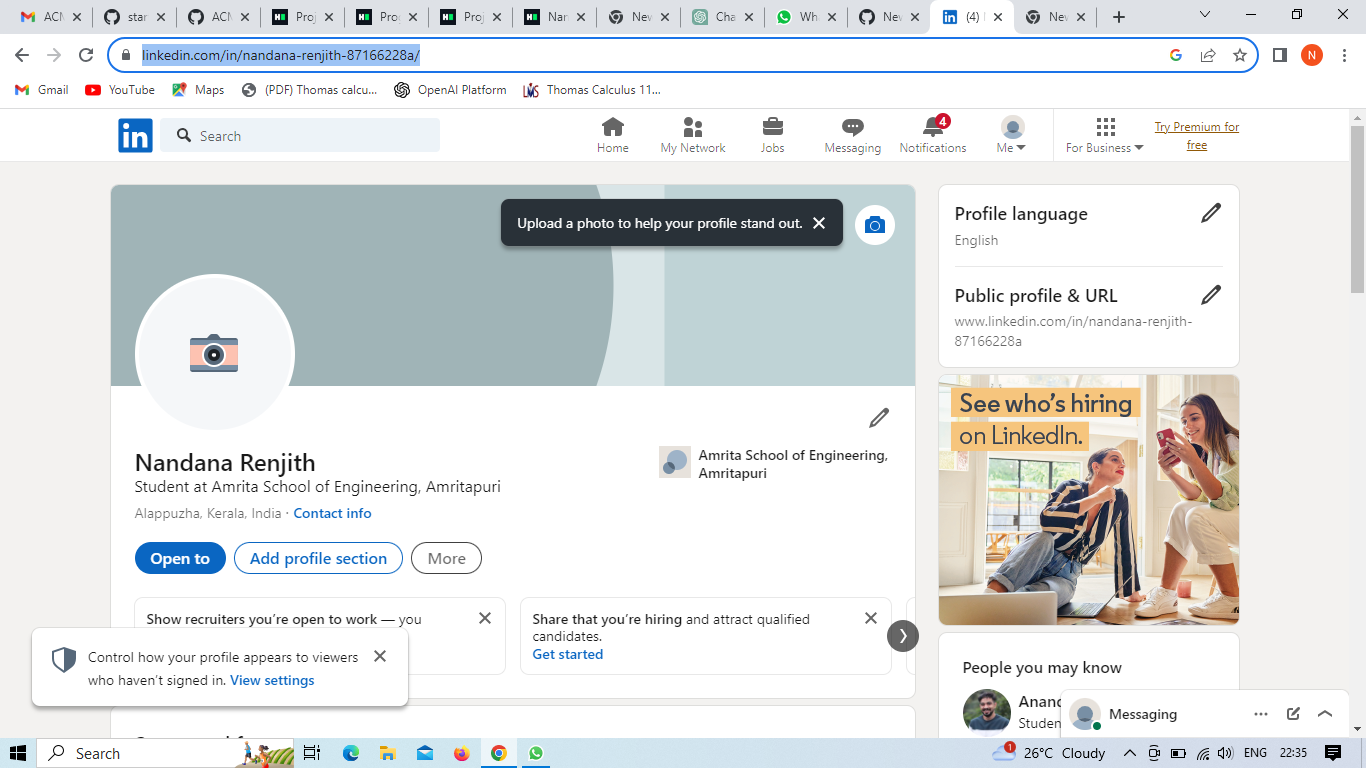 ACM
star
ACM
Proj
Proj
Nan
New
Cha
Wha
New
(4)
New
linkedin.com/in/nandana-renjith-87166228a/
N
Gmail
YouTube
Maps
(PDF) Thomas calcu...
OpenAI Platform
Thomas Calculus 11...
in
Search
Home
My Network
Jobs
Messaging
4
Notifications
Me
For Business
Try Premium for
free
Upload a photo to help your profile stand out.
Profile language
English
Public profile & URL
www.linkedin.com/in/nandana-renjith-
87166228a
See who's hiring
on LinkedIn.
Nandana Renjith
Student at Amrita School of Engineering, Amritapuri
Alappuzha, Kerala, India · Contact info
Amrita School of Engineering,
Amritapuri
Open to
Add profile section
More
Show recruiters you're open to work — you
Share that you're hiring and attract qualified
candidates.
Get started
Control how your profile appears to viewers
who haven't signed in. View settings
People you may know
Anand
Studen
Messaging
Search
1
26°C Cloudy
ENG
22:35